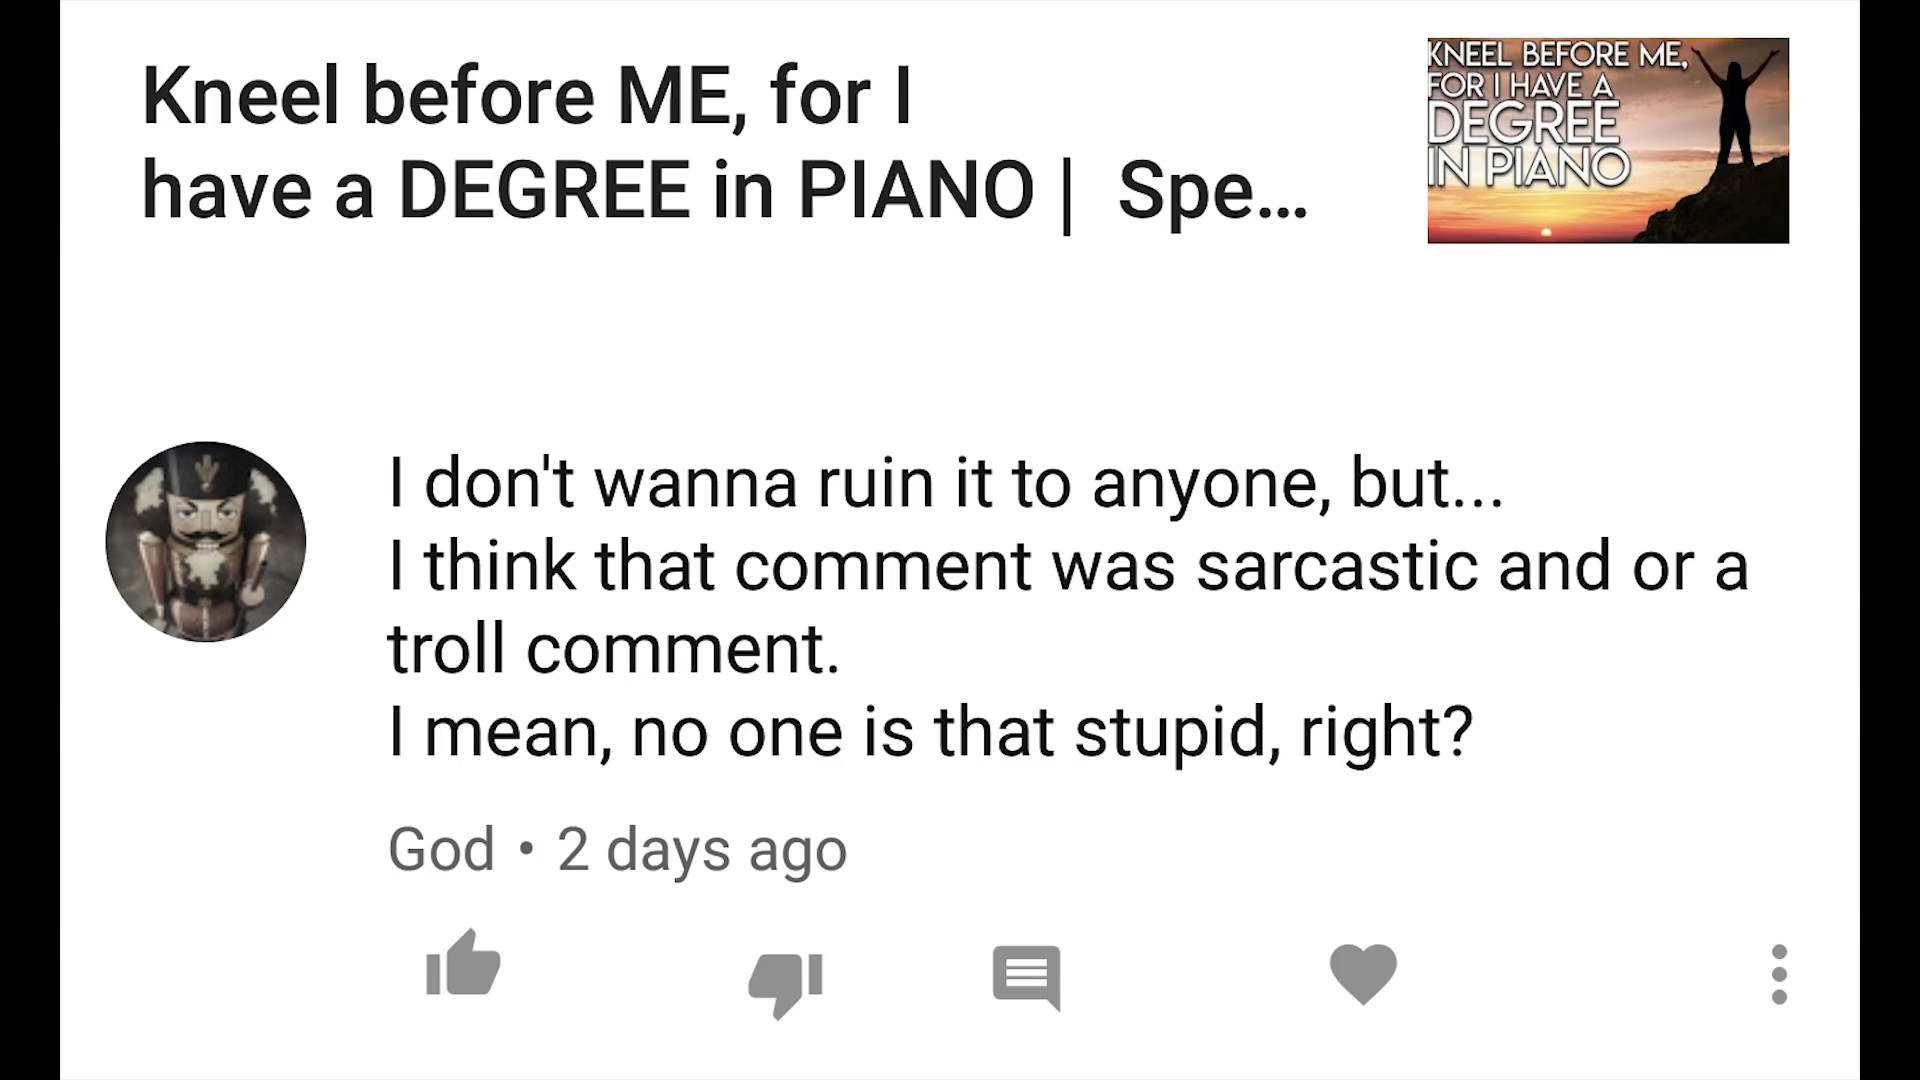 Kneel before ME, for I
have a DEGREE in PIANO |  Spe...
KNEEL BEFORE ME,
FOR I HAVE A
DEGREE
IN PIANO
I don't wanna ruin it to anyone, but...
I think that comment was sarcastic and or a
troll comment.
I mean, no one is that stupid, right?
God • 2 days ago